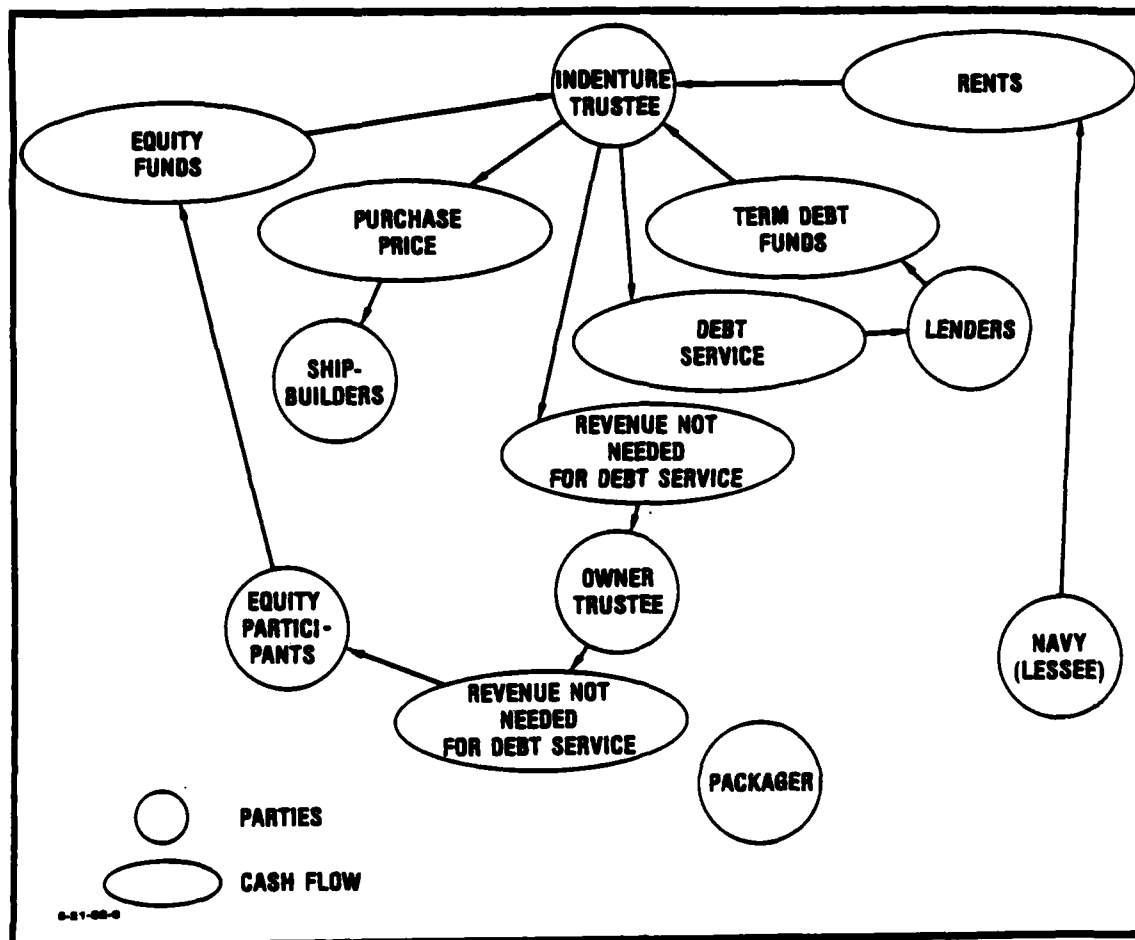 INDENTURE
TRUSTEE
RENTS
EQUITY
FUNDS
PURCHASE
PRICE
TERM DEBT
FUNDS
SHIP-
BUILDERS
DEBT
SERVICE
LENDERS
REVENUE NOT
NEEDED
FOR DEBT SERVICE
OWNER
TRUSTEE
EQUITY
PARTICI-
PANTS
NAVY
(LESSEE)
REVENUE NOT
NEEDED
FOR DEBT SERVICE
PACKAGER
PARTIES
CASH FLOW